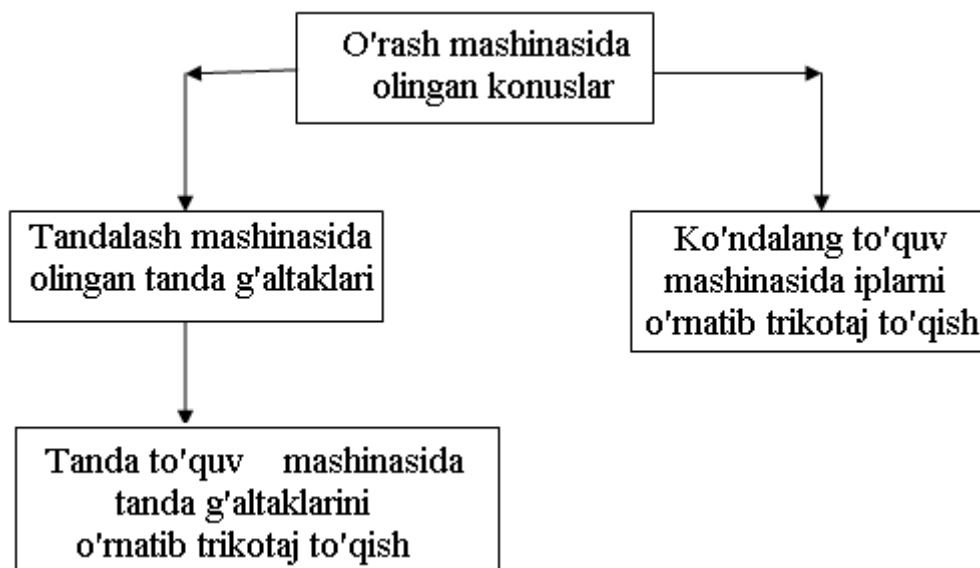 O'rash mashinasida
olingan konuslar
Tandalash mashinasida
olingan tanda g'altaklari
Ko'ndalang to'quv
mashinasida iplarni
o'rnatib trikotaj to'qish
Tanda to'quv mashinasida
tanda g'altaklarini
o'rnatib trikotaj to'qish